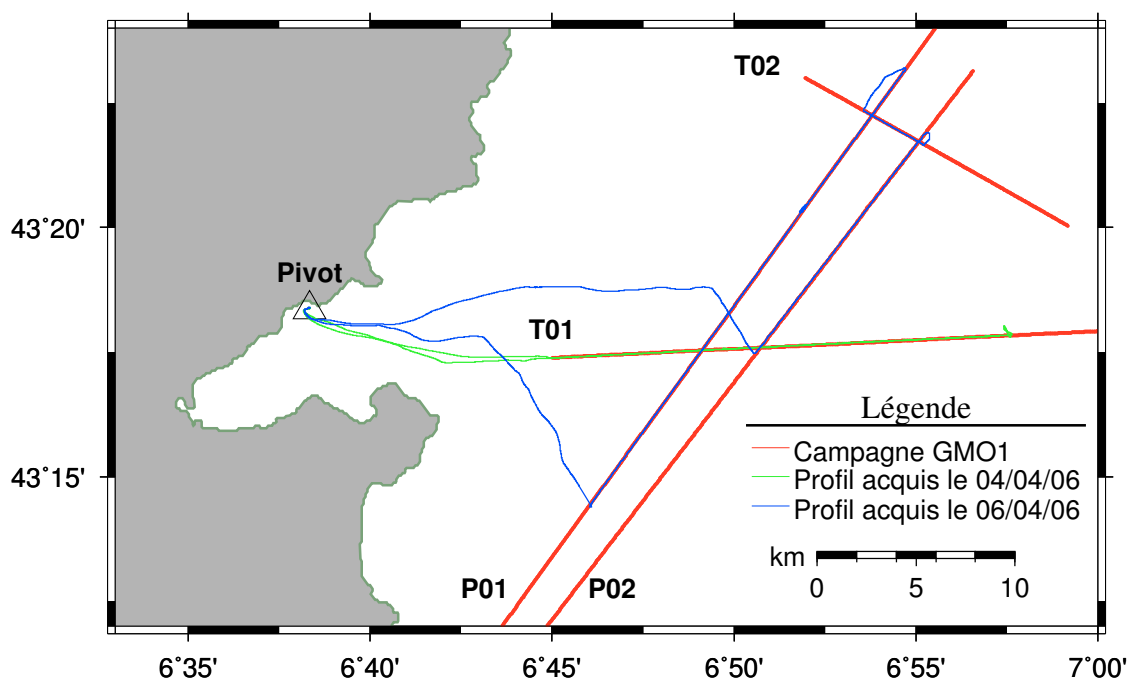 T02
43°20'
Pivot
T01
Légende
Campagne GMO1
Profil acquis le 04/04/06
Profil acquis le 06/04/06
43°15'
km
0 5 10
P01 P02
6°35' 6°40' 6°45' 6°50' 6°55' 7°00'